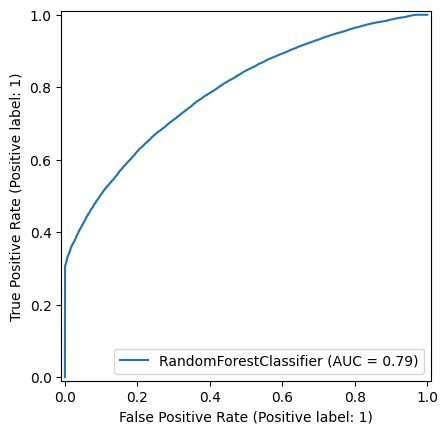 1.0
0.8
0.6
0.4
0.2
0.0
True Positive Rate (Positive label: 1)
RandomForestClassifier (AUC = 0.79)
0.0 0.2 0.4 0.6 0.8 1.0
False Positive Rate (Positive label: 1)